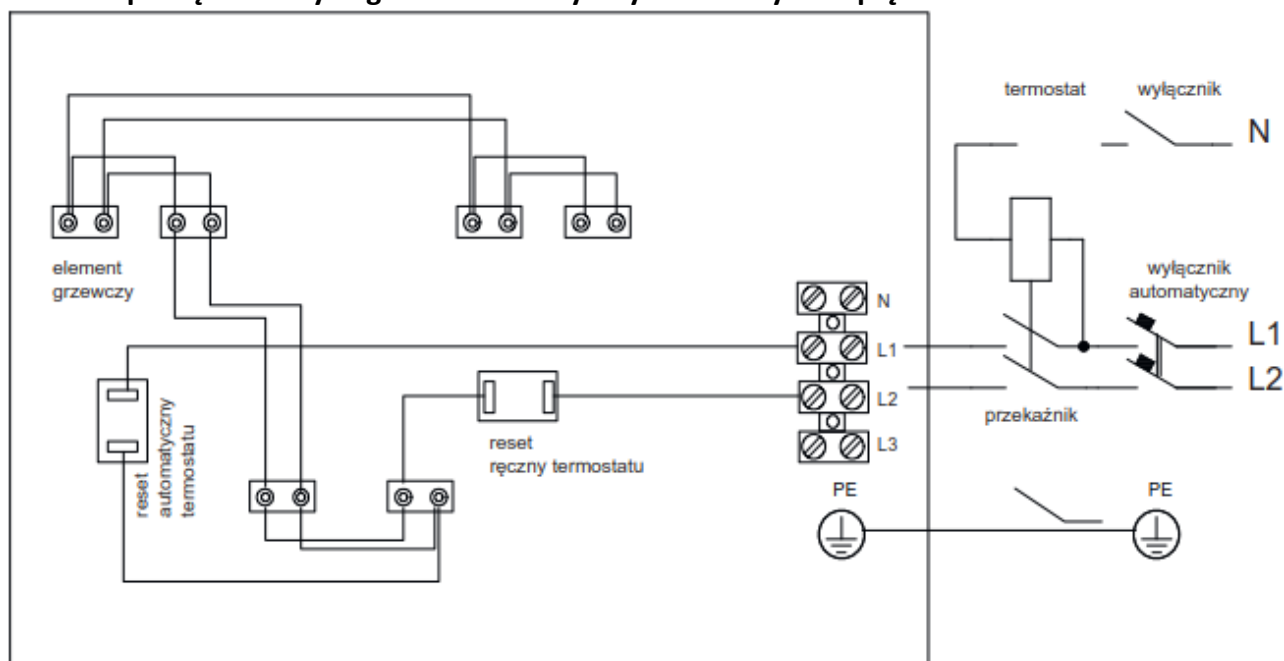 termostat
wyłącznik
N
element
grzewczy
wyłącznik
automatyczny
N
L1
L1
L2
L2
przekaźnik
reset
ręczny termostatu
L3
reset
automatyczny
termostatu
PE
PE